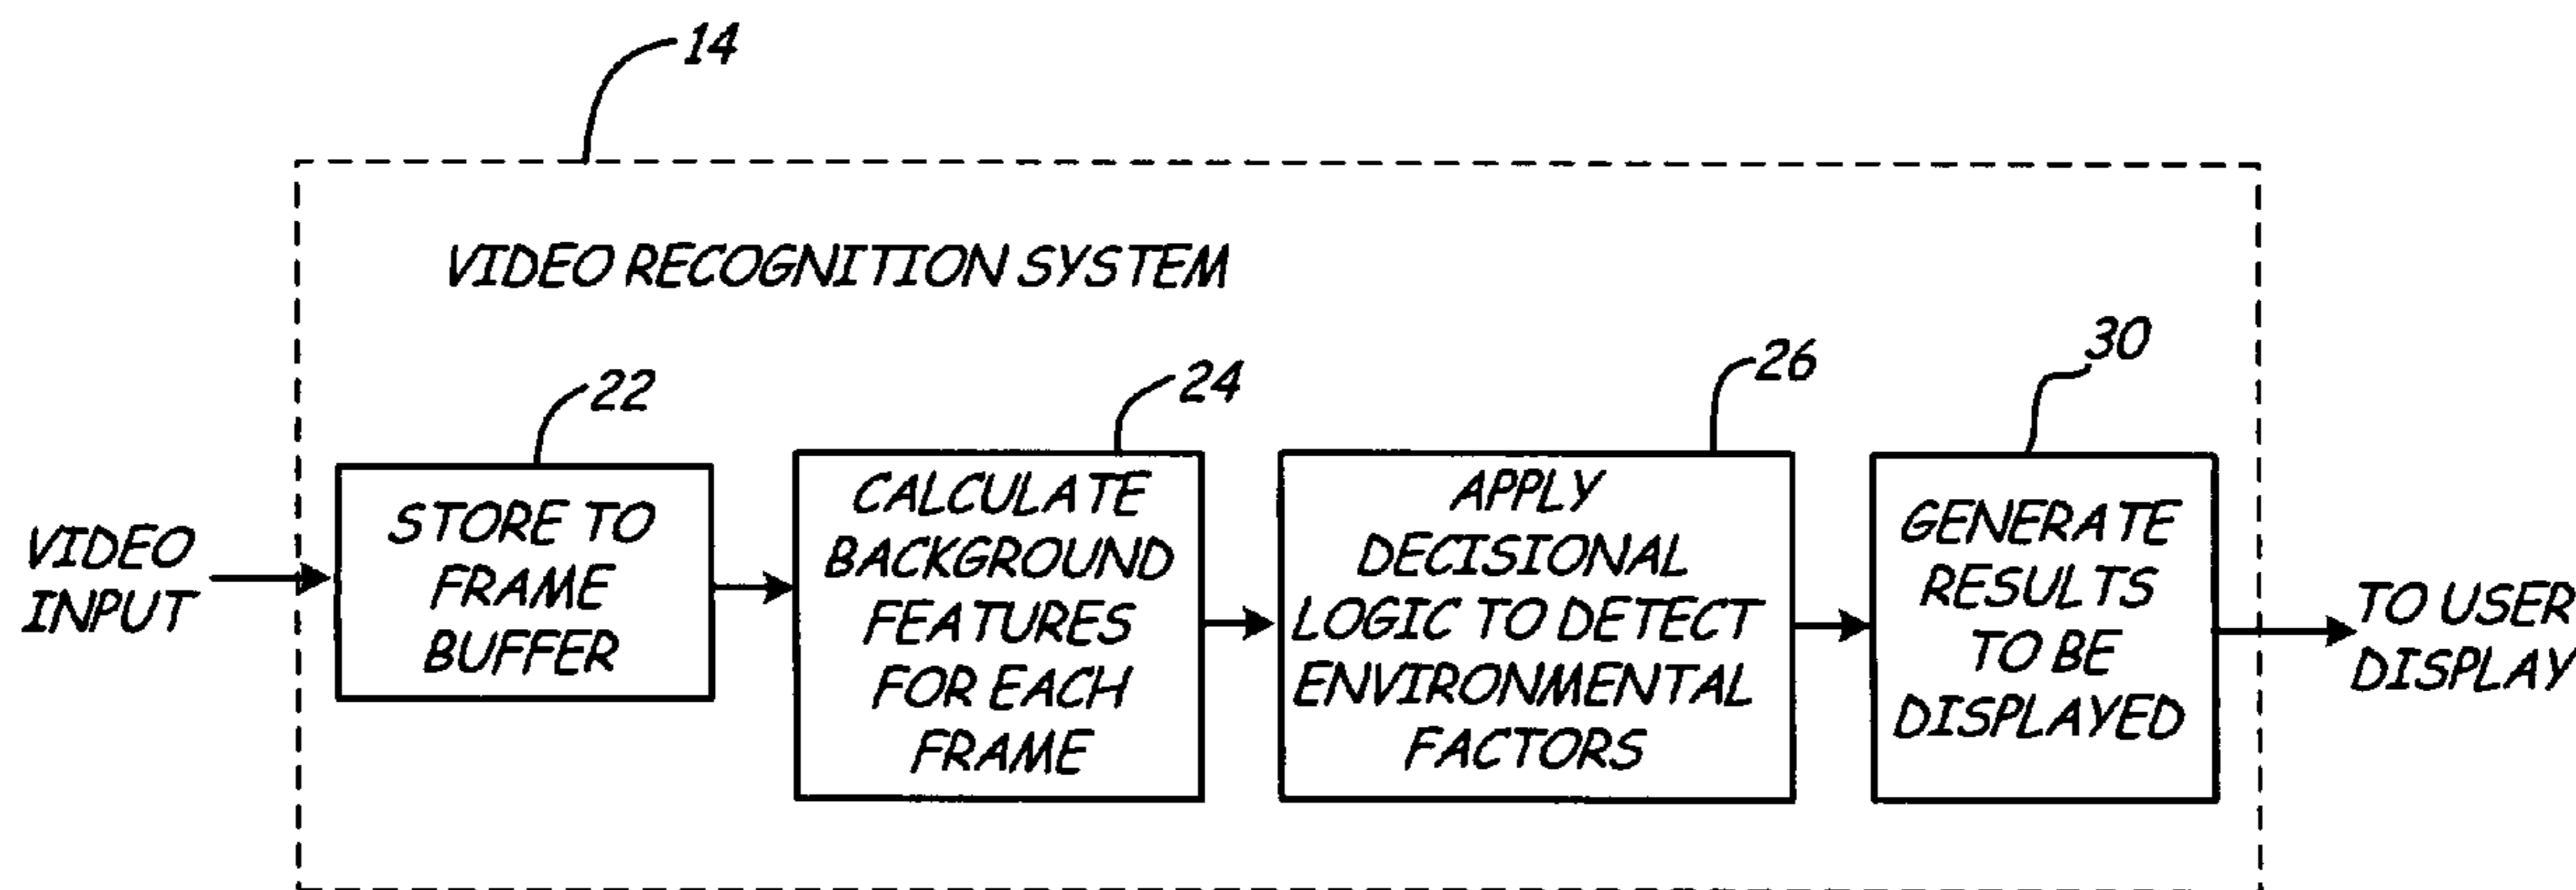 14
VIDEO RECOGNITION SYSTEM
22
24
26
30
VIDEO
INPUT
STORE TO
FRAME
BUFFER
CALCULATE
BACKGROUND
FEATURES
FOR EACH
FRAME
APPLY
DECISIONAL
LOGIC TO DETECT
ENVIRONMENTAL
FACTORS
GENERATE
RESULTS
TO BE
DISPLAYED
TO USER
DISPLAY